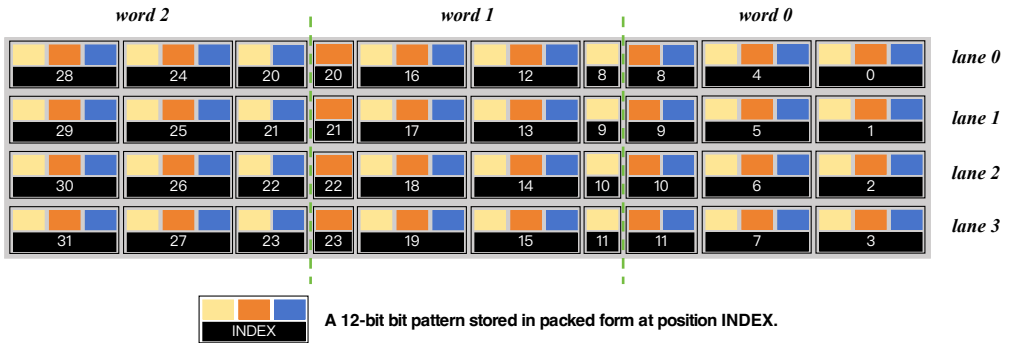 word 2 word 1 word 0
28 24 20 20 16 12 8 8 4 0 lane 0
29 25 21 21 17 13 9 9 5 1 lane 1
30 26 22 22 18 14 10 10 6 2 lane 2
31 27 23 23 19 15 11 11 7 3 lane 3
INDEX A 12-bit bit pattern stored in packed form at position INDEX.